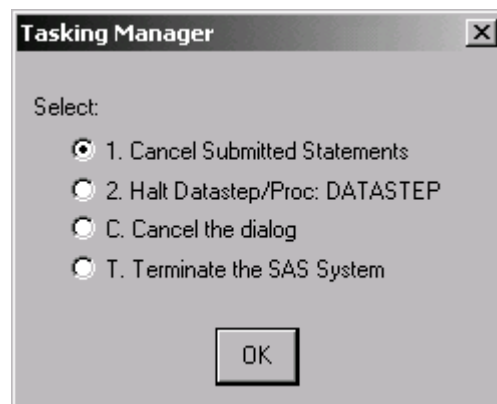 Tasking Manager
Select:
1. Cancel Submitted Statements
2. Halt Datastep/Proc: DATASTEP
C. Cancel the dialog
T. Terminate the SAS System
OK